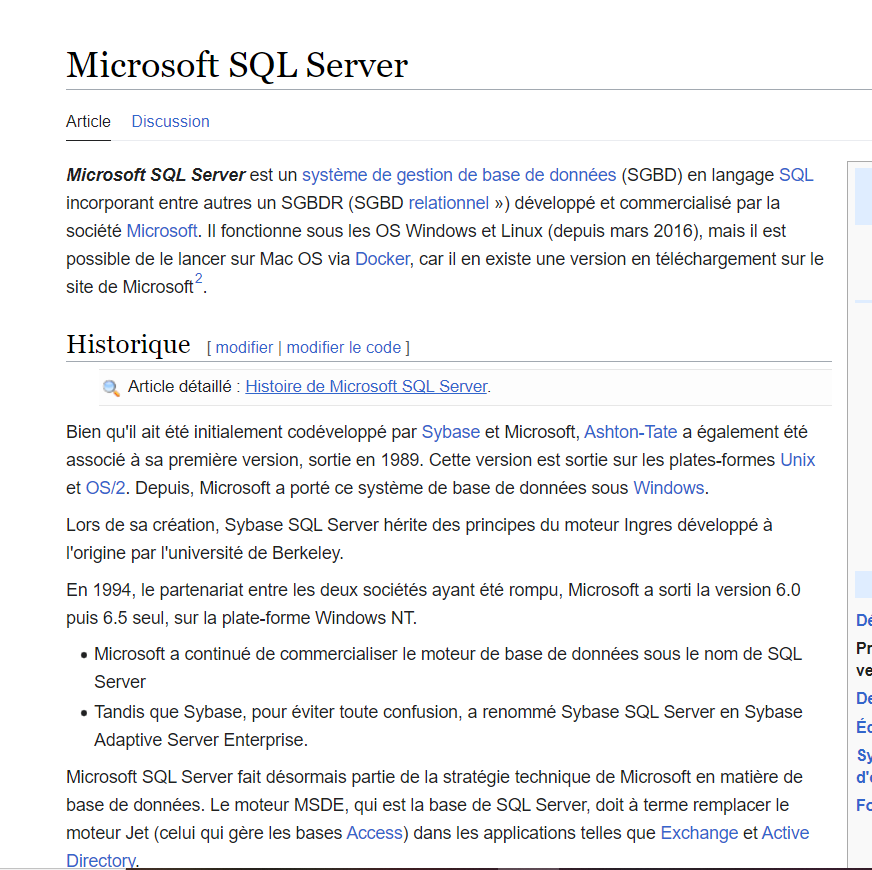 Microsoft SQL Server
Article Discussion
Microsoft SQL Server est un système de gestion de base de données (SGBD) en langage SQL
incorporant entre autres un SGBDR (SGBD relationnel ») développé et commercialisé par la
société Microsoft. Il fonctionne sous les OS Windows et Linux (depuis mars 2016), mais il est
possible de le lancer sur Mac OS via Docker, car il en existe une version en téléchargement sur le
site de Microsoft2.
Historique [ modifier | modifier le code ]
Article détaillé : Histoire de Microsoft SQL Server.
Bien qu'il ait été initialement codéveloppé par Sybase et Microsoft, Ashton-Tate a également été
associé à sa première version, sortie en 1989. Cette version est sortie sur les plates-formes Unix
et OS/2. Depuis, Microsoft a porté ce système de base de données sous Windows.
Lors de sa création, Sybase SQL Server hérite des principes du moteur Ingres développé à
l'origine par l'université de Berkeley.
En 1994, le partenariat entre les deux sociétés ayant été rompu, Microsoft a sorti la version 6.0
puis 6.5 seul, sur la plate-forme Windows NT.
• Microsoft a continué de commercialiser le moteur de base de données sous le nom de SQL
Server
• Tandis que Sybase, pour éviter toute confusion, a renommé Sybase SQL Server en Sybase
Adaptive Server Enterprise.
Microsoft SQL Server fait désormais partie de la stratégie technique de Microsoft en matière de
base de données. Le moteur MSDE, qui est la base de SQL Server, doit à terme remplacer le
moteur Jet (celui qui gère les bases Access) dans les applications telles que Exchange et Active
Directory.